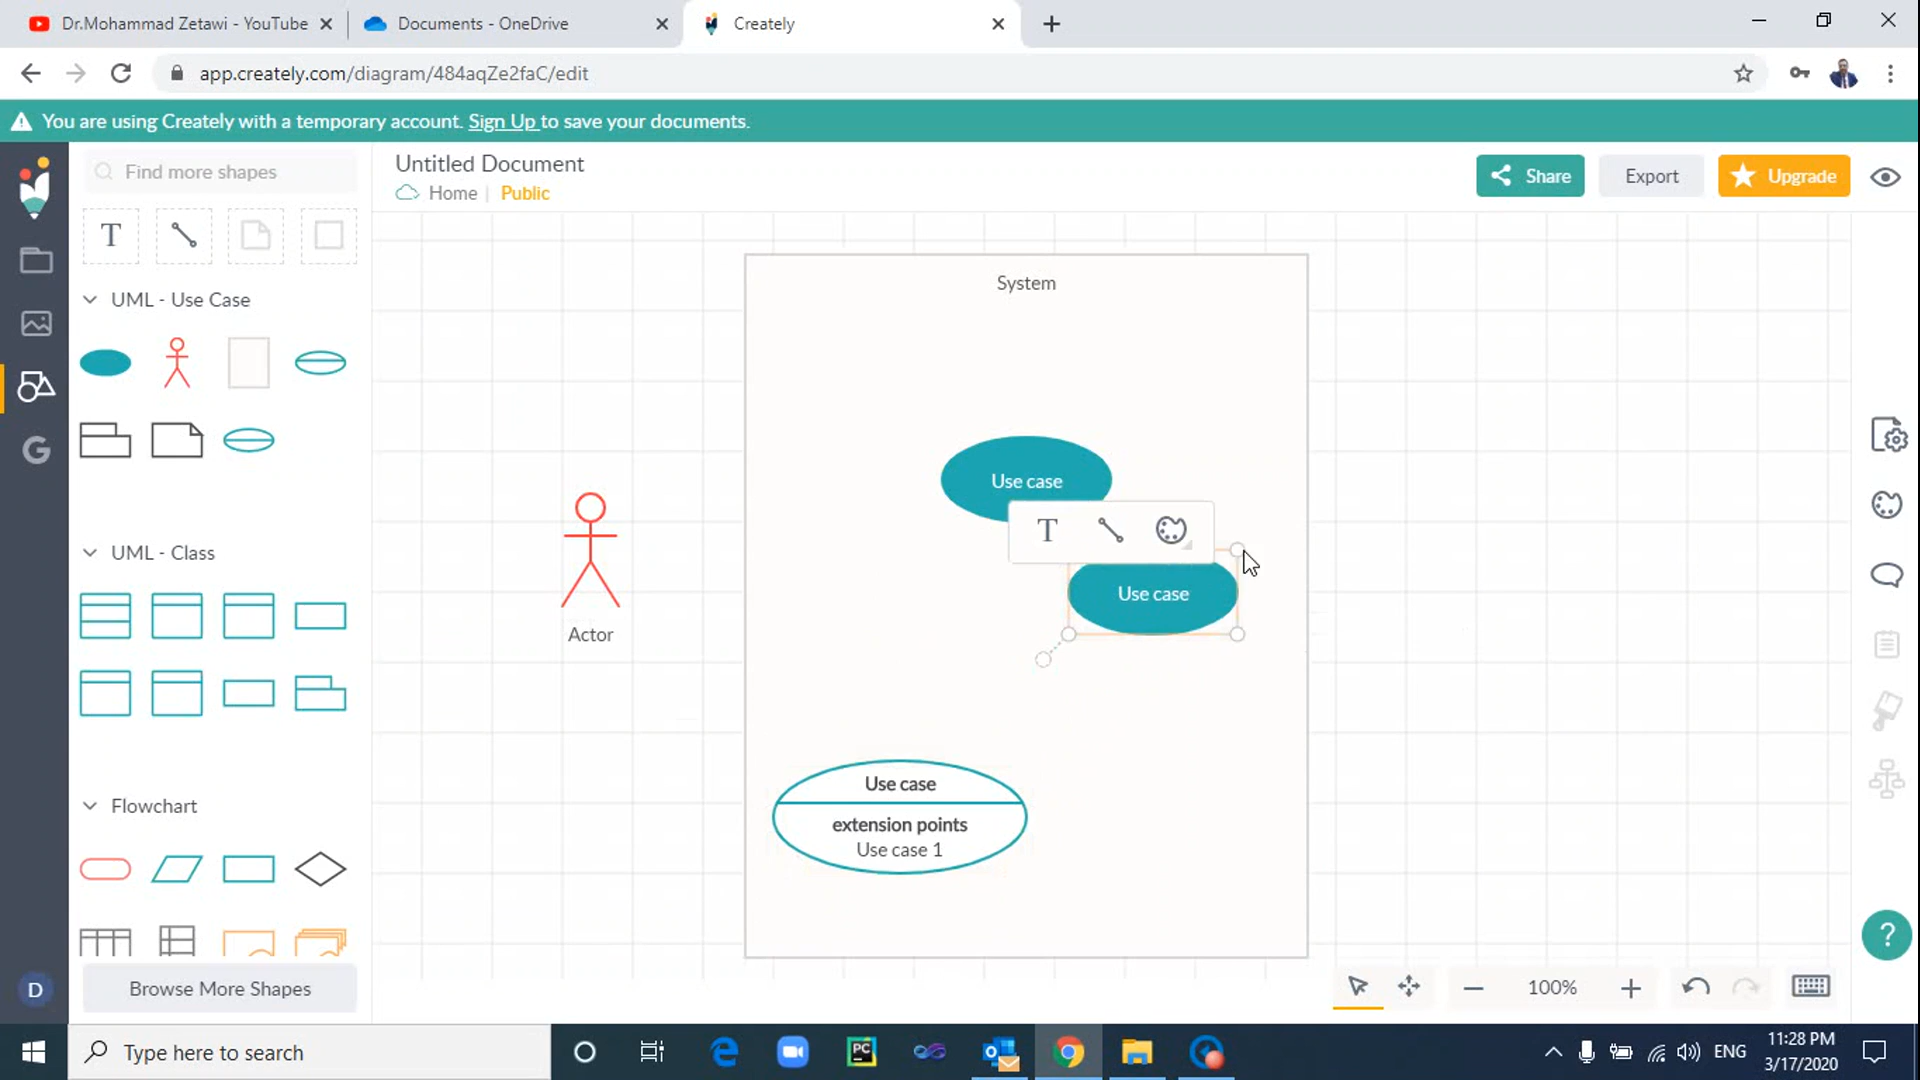 Dr.Mohammad Zetawi - YouTube
Documents - OneDrive
Creately
app.creately.com/diagram/484aqZe2faC/edit
You are using Creately with a temporary account. Sign Up to save your documents.
Find more shapes
Untitled Document
Home | Public
Share
Export
Upgrade
T
UML - Use Case
UML - Class
Flowchart
Browse More Shapes
D
System
Use case
T
Use case
Actor
Use case
extension points
Use case 1
100%
?
Type here to search
PC
ENG
11:28 PM
3/17/2020